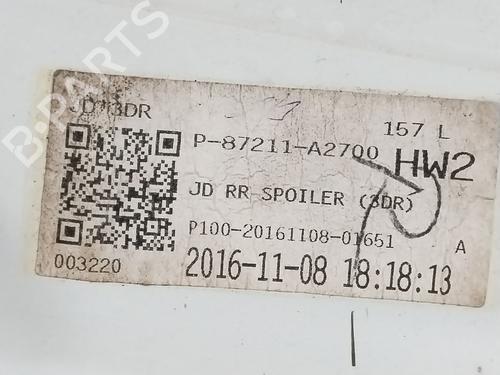 B-PARTS
JD 3DR
157 L
P-87211-A2700
HW2
JD RR SPOILER (3DR)
P100-20161108-01651
A
003220
2016-11-08 18:18:13